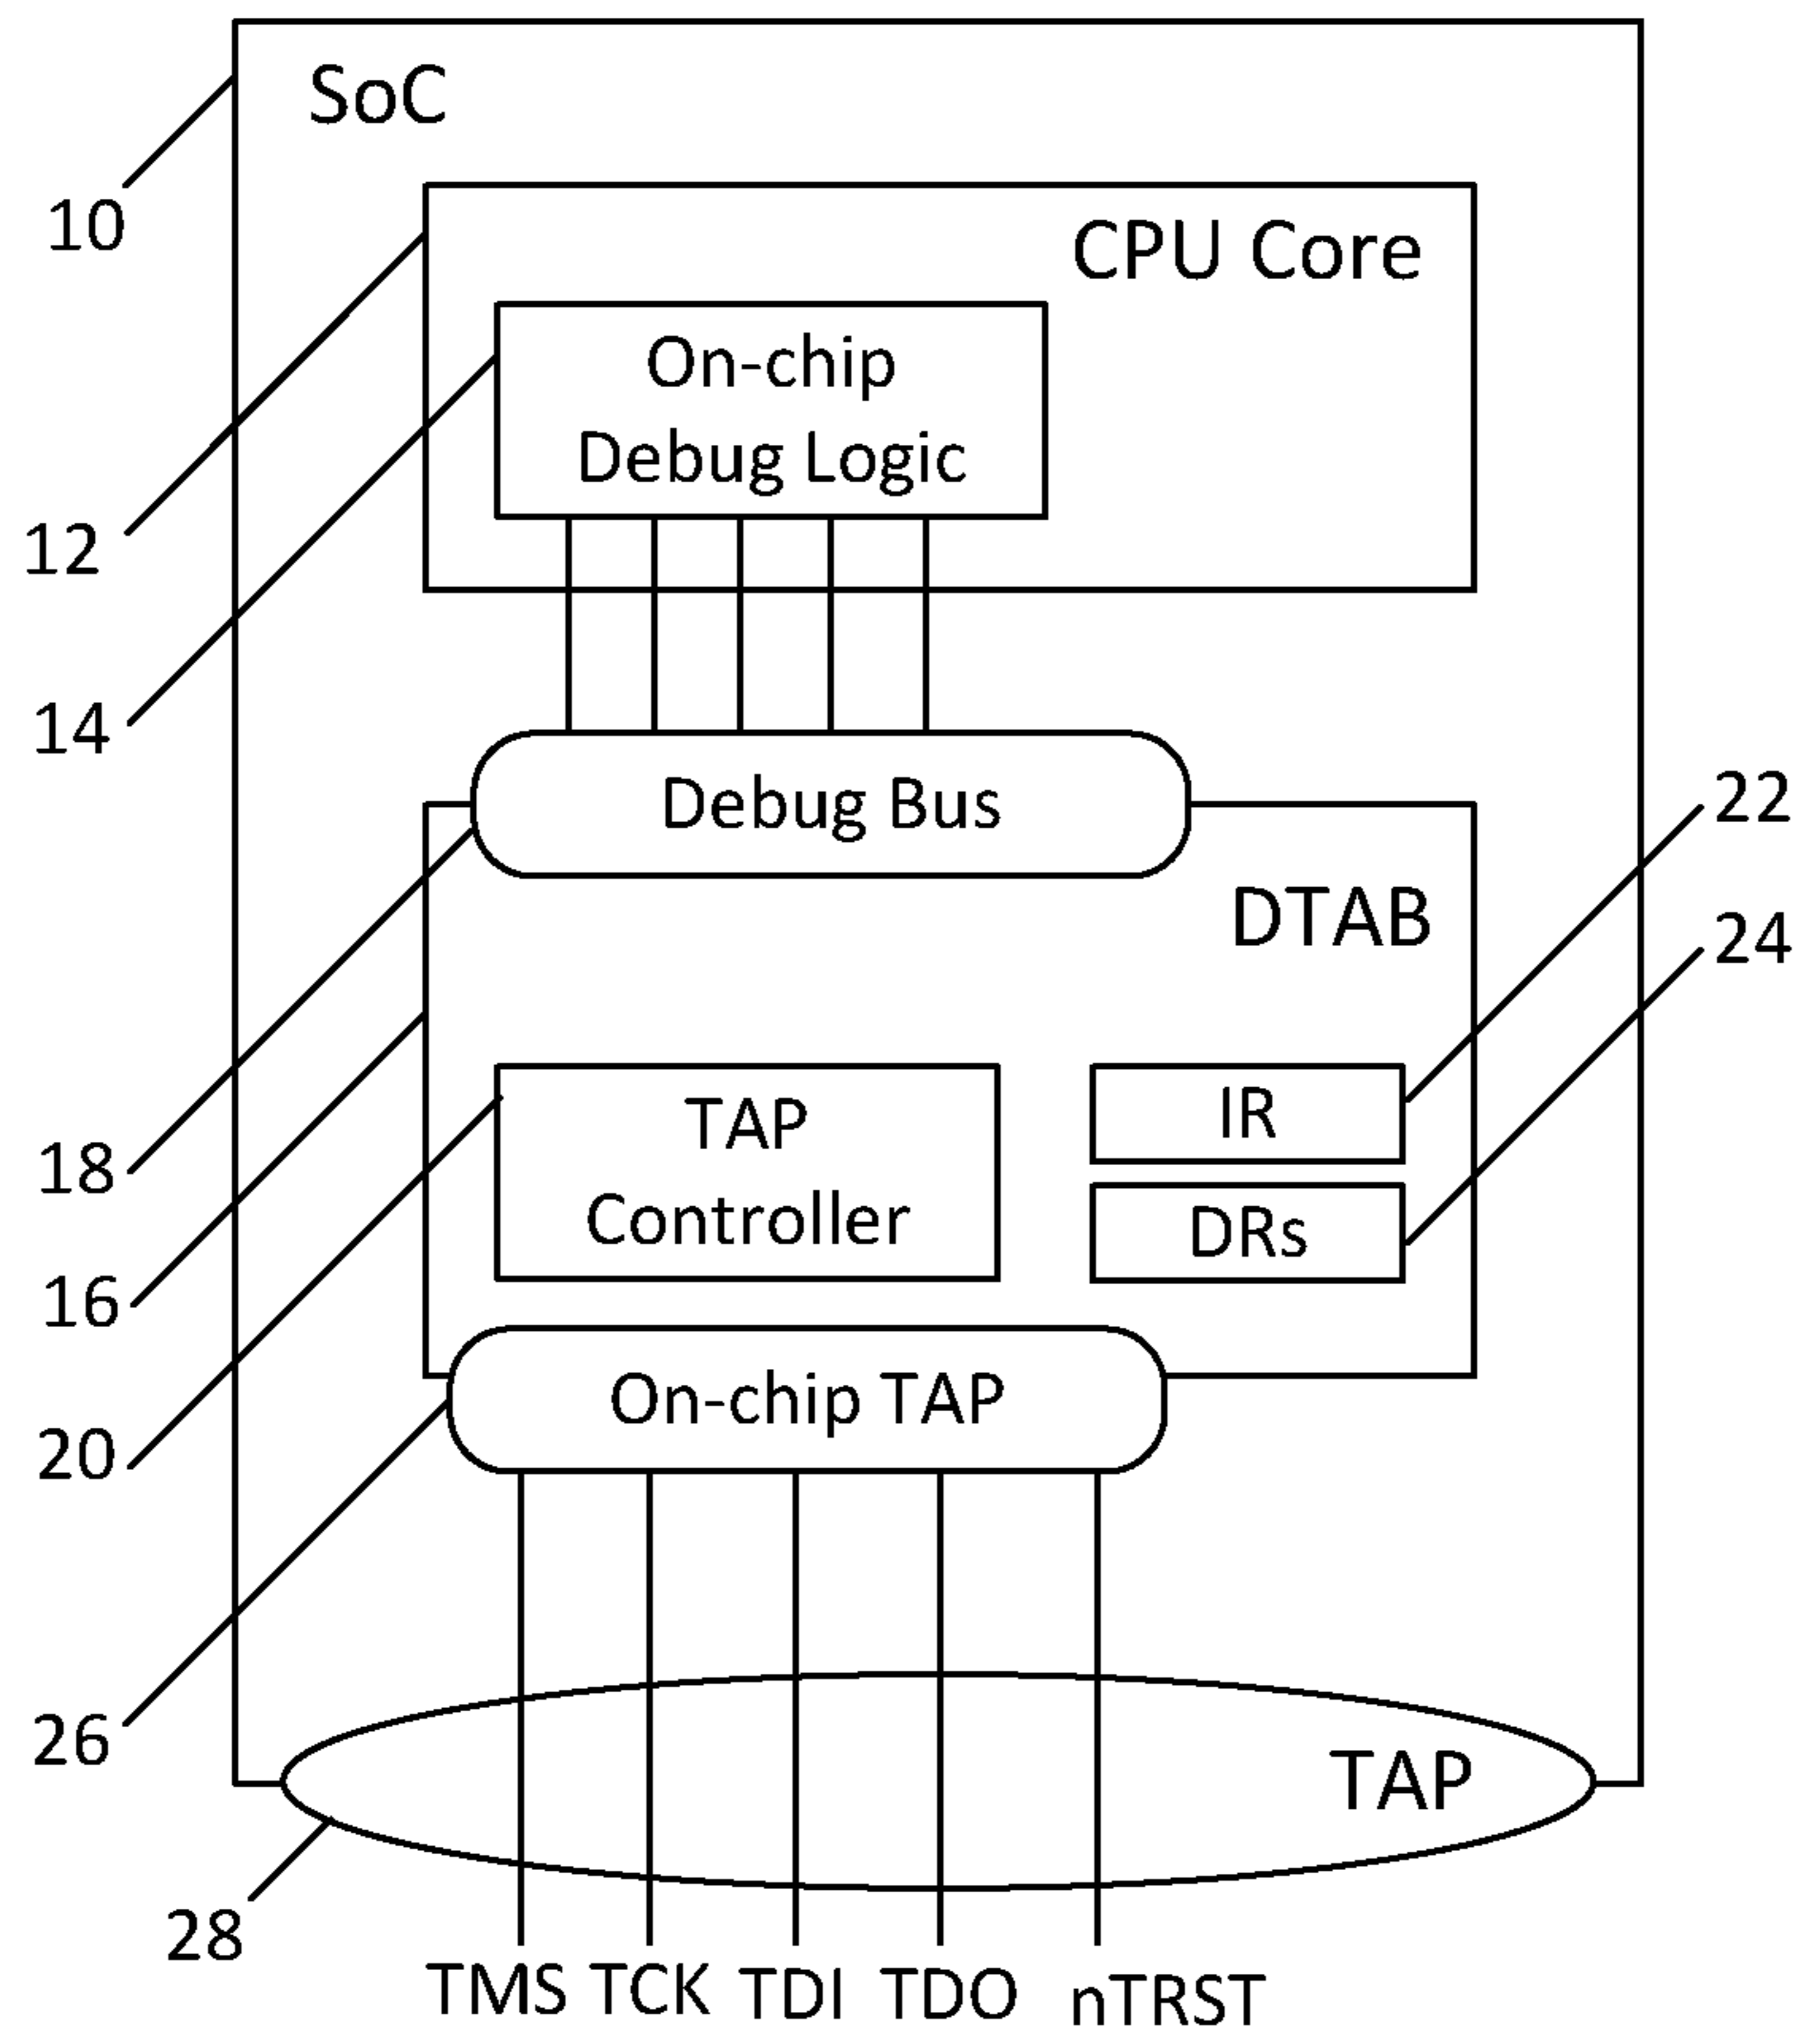 SoC
10
CPU Core
On-chip
Debug Logic
12
14
Debug Bus
22
DTAB
24
TAP
Controller
IR
DRs
18
16
On-chip TAP
20
26
TAP
28
TMS TCK TDI TDO nTRST